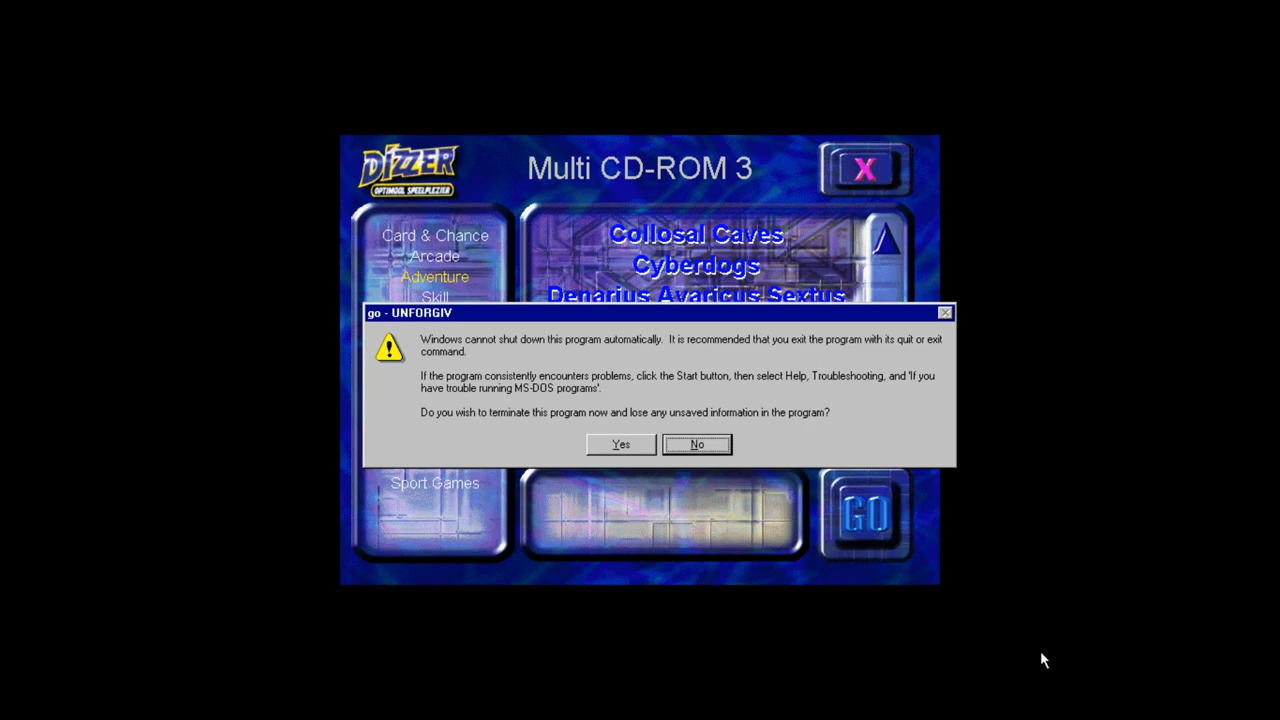 DIZZER
OPTIMAAL SPEELPLEZIER
Multi CD-ROM 3
X
Card & Chance
Arcade
Adventure
Skill
Collosal Caves
Cyberdogs
Denarius Avaricus Sextus
go - UNFORGIV
Windows cannot shut down this program automatically. It is recommended that you exit the program with its quit or exit
command.
If the program consistently encounters problems, click the Start button, then select Help, Troubleshooting, and 'If you
have trouble running MS-DOS programs'.
Do you wish to terminate this program now and lose any unsaved information in the program?
Yes
No
Sport Games
GO